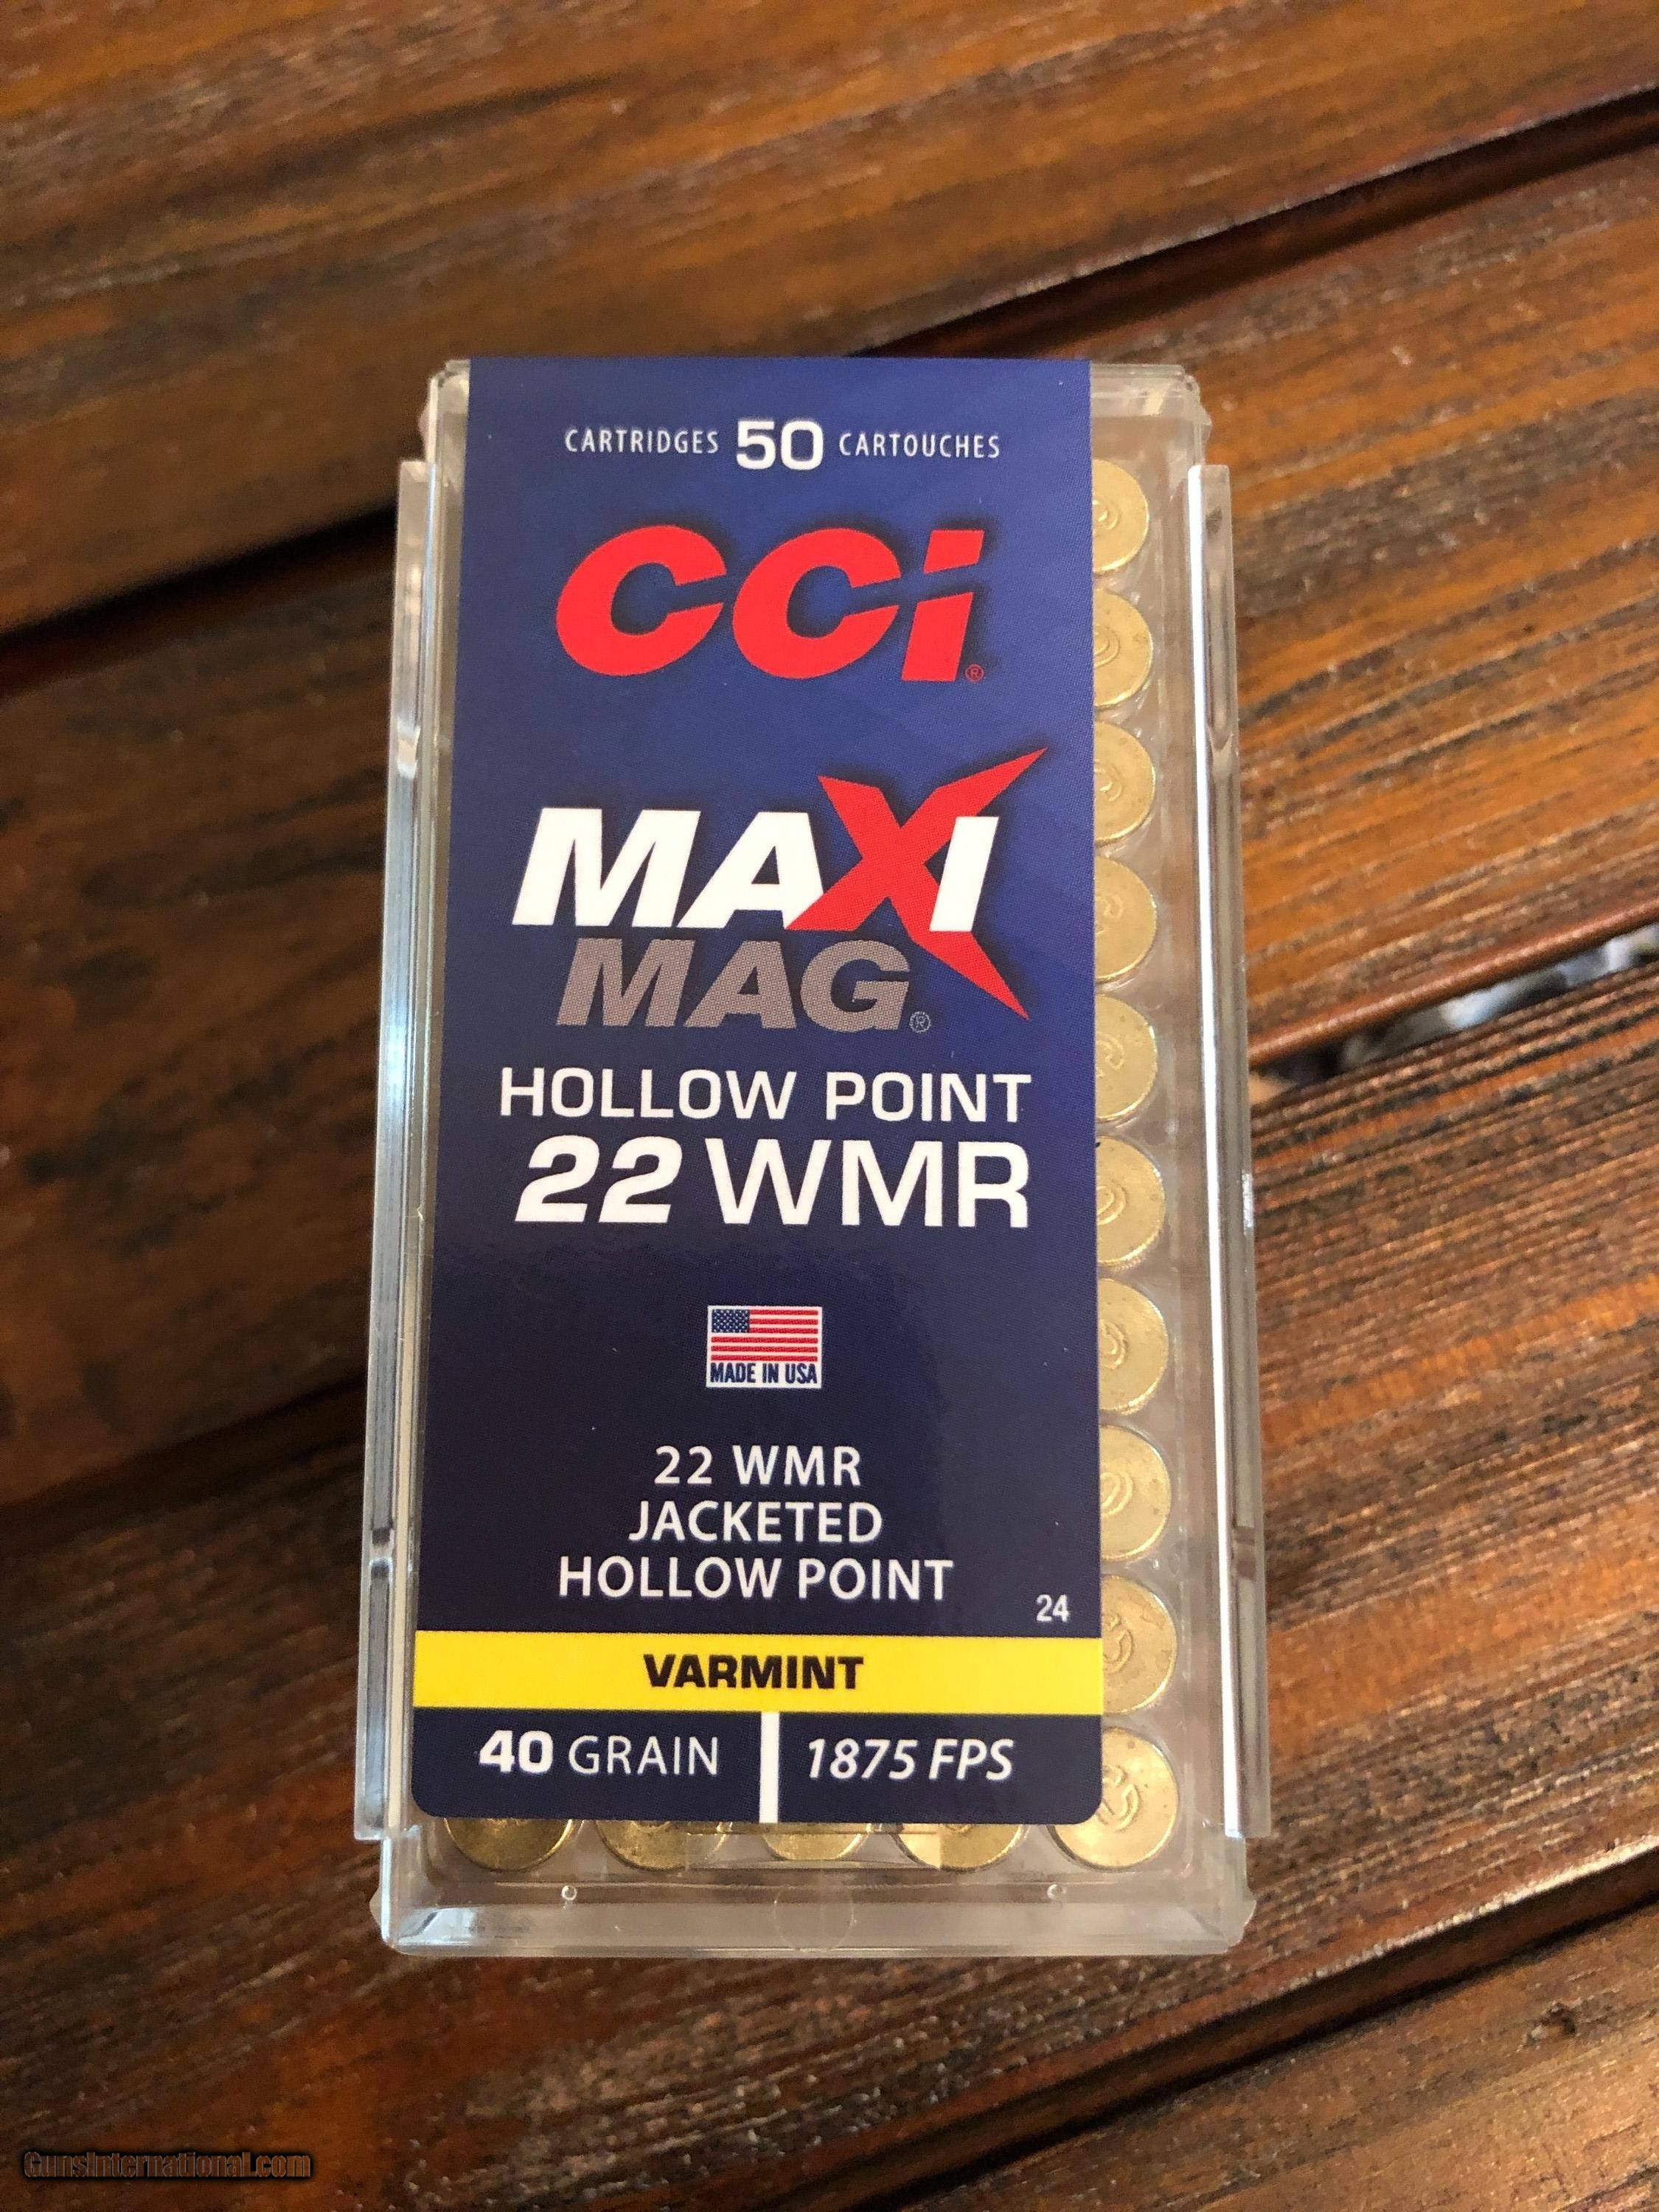 CARTRIDGES 50 CARTOUCHES
CCI®
MAXI
MAG®
HOLLOW POINT
22 WMR
MADE IN USA
22 WMR
JACKETED
HOLLOW POINT
24
VARMINT
40 GRAIN 1875 FPS
GunsInternational.com